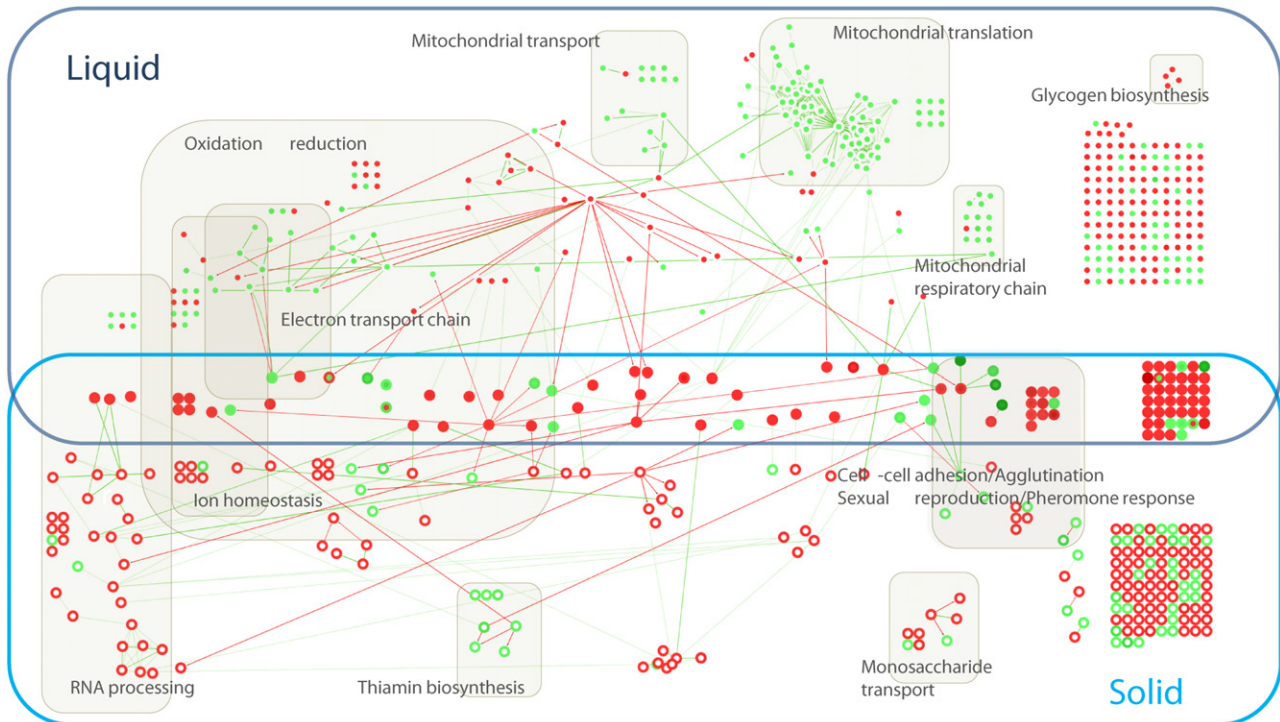 Mitochondrial transport
Mitochondrial translation
Liquid
Glycogen biosynthesis
Oxidation reduction
Mitochondrial
respiratory chain
Electron transport chain
Cell -cell adhesion/Agglutination
Sexual reproduction/Pheromone response
Ion homeostasis
Monosaccharide
transport
RNA processing
Thiamin biosynthesis
Solid